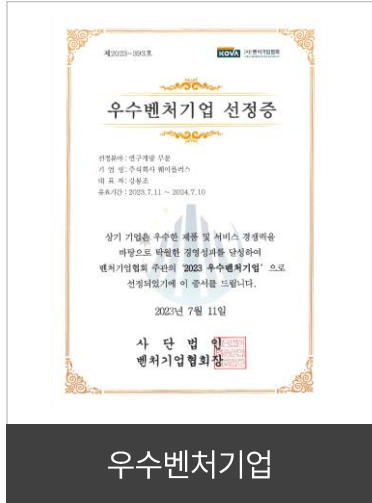 제2023-393호
KOVA (사)벤처기업협회
우수벤처기업 선정증
선정분야 : 연구개발 부문
기 업 명 : 주식회사 웨이플러스
대 표 자 : 강봉조
유효기간 : 2023.7.11 ~ 2024.7.10
상기 기업은 우수한 제품 및 서비스 경쟁력을
바탕으로 탁월한 경영성과를 달성하여
벤처기업협회 주관의 '2023 우수벤처기업' 으로
선정되었기에 이 증서를 드립니다.
2023년 7월 11일
사 단 법 인
벤처기업협회장
우수벤처기업